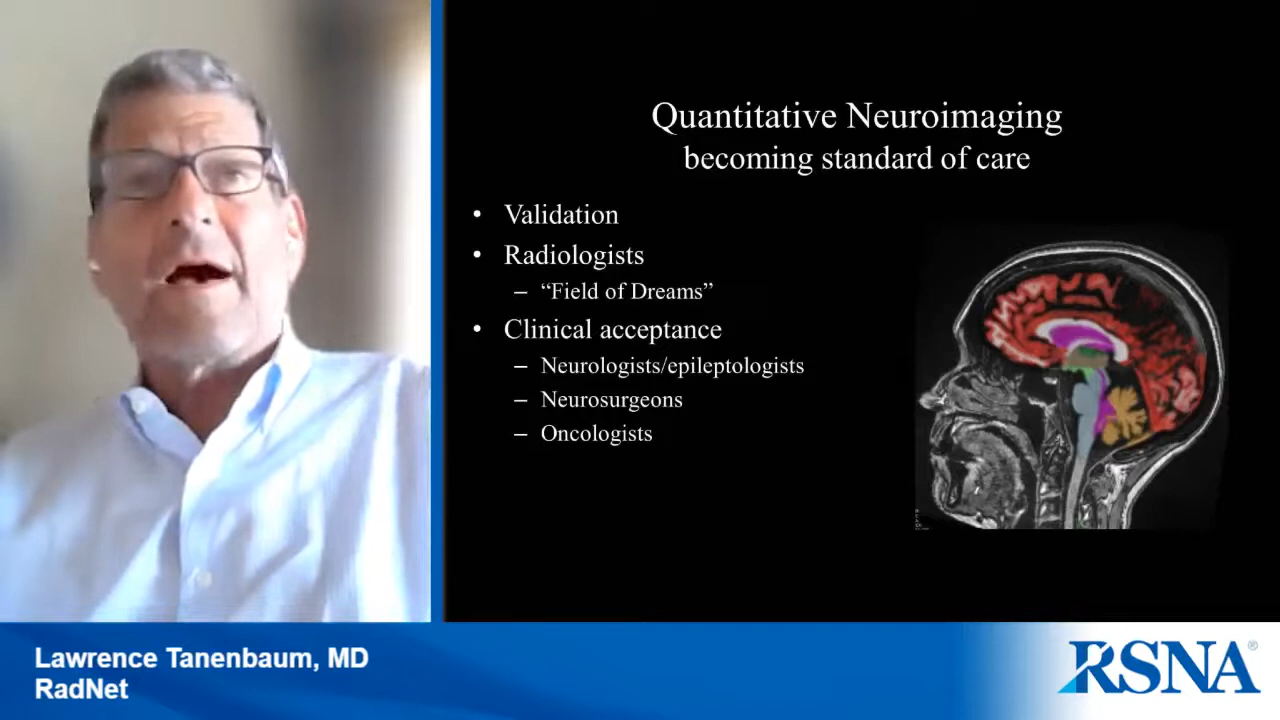 Quantitative Neuroimaging
becoming standard of care
• Validation
• Radiologists
– “Field of Dreams”
• Clinical acceptance
– Neurologists/epileptologists
– Neurosurgeons
– Oncologists
Lawrence Tanenbaum, MD
RadNet
RSNA®